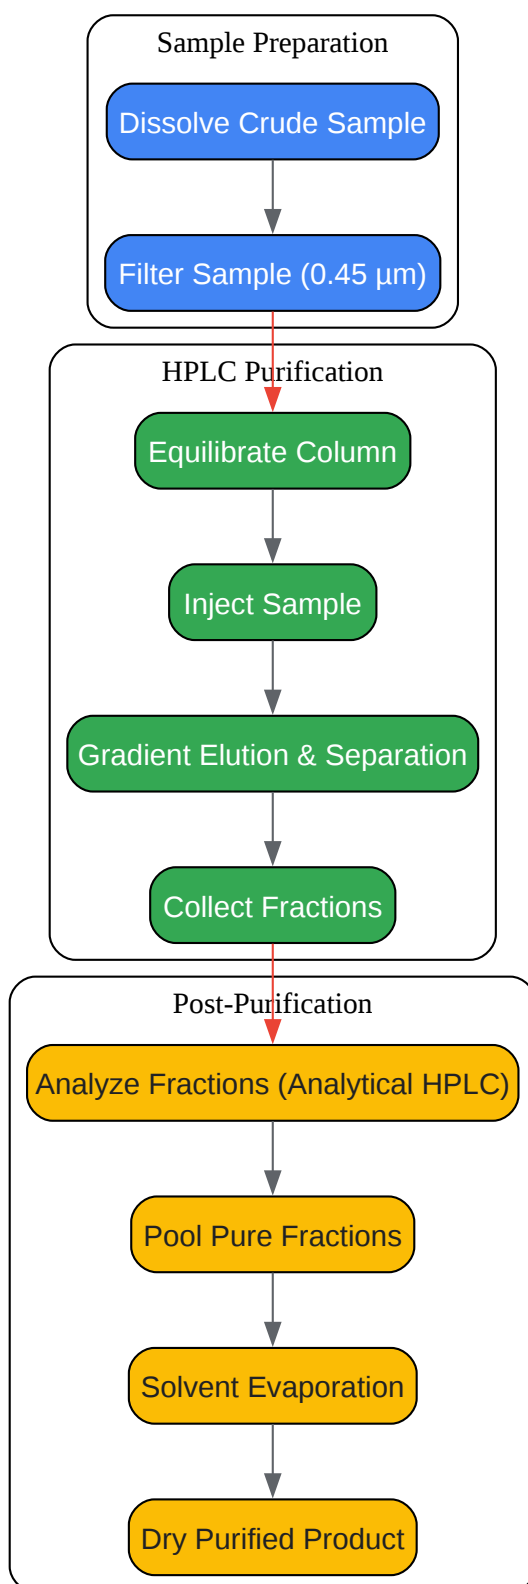 Sample Preparation
Dissolve Crude Sample
Filter Sample (0.45 µm)
HPLC Purification
Equilibrate Column
Inject Sample
Gradient Elution & Separation
Collect Fractions
Post-Purification
Analyze Fractions (Analytical HPLC)
Pool Pure Fractions
Solvent Evaporation
Dry Purified Product